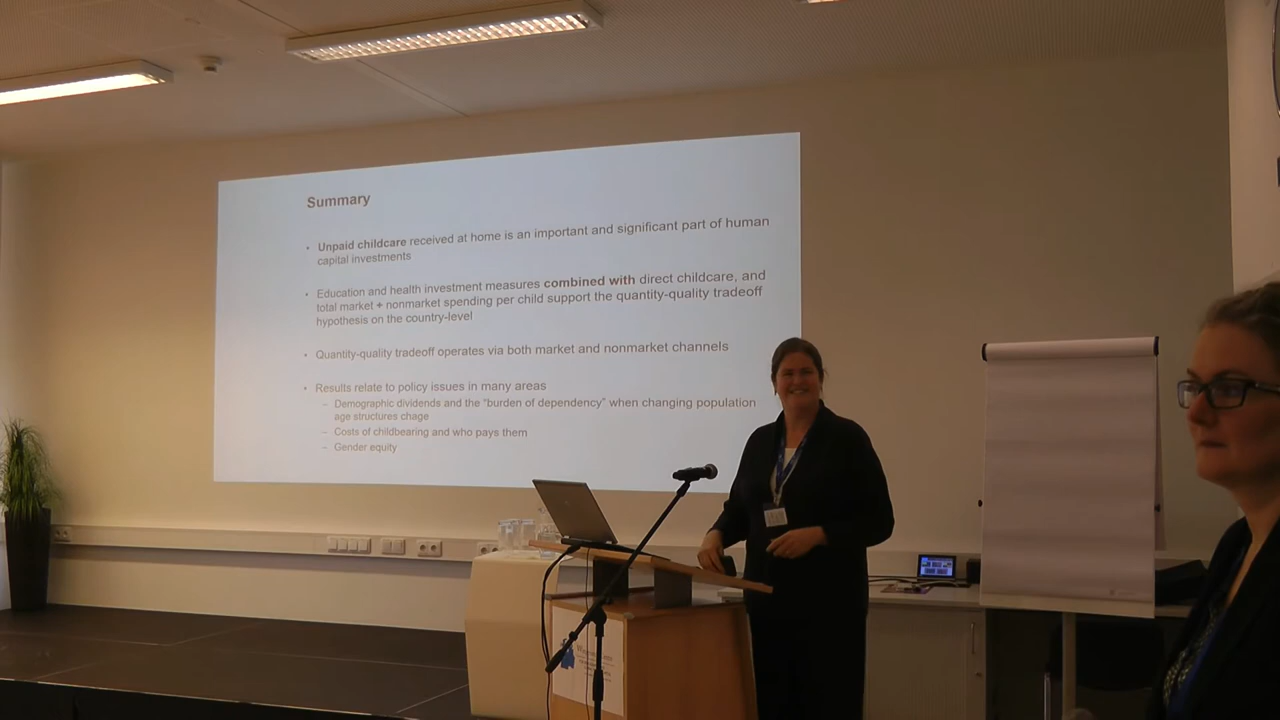 Summary
• Unpaid childcare received at home is an important and significant part of human
capital investments
• Education and health investment measures combined with direct childcare, and
total market + nonmarket spending per child support the quantity-quality tradeoff
hypothesis on the country-level
• Quantity-quality tradeoff operates via both market and nonmarket channels
• Results relate to policy issues in many areas
– Demographic dividends and the "burden of dependency" when changing population
age structures chage
– Costs of childbearing and who pays them
– Gender equity